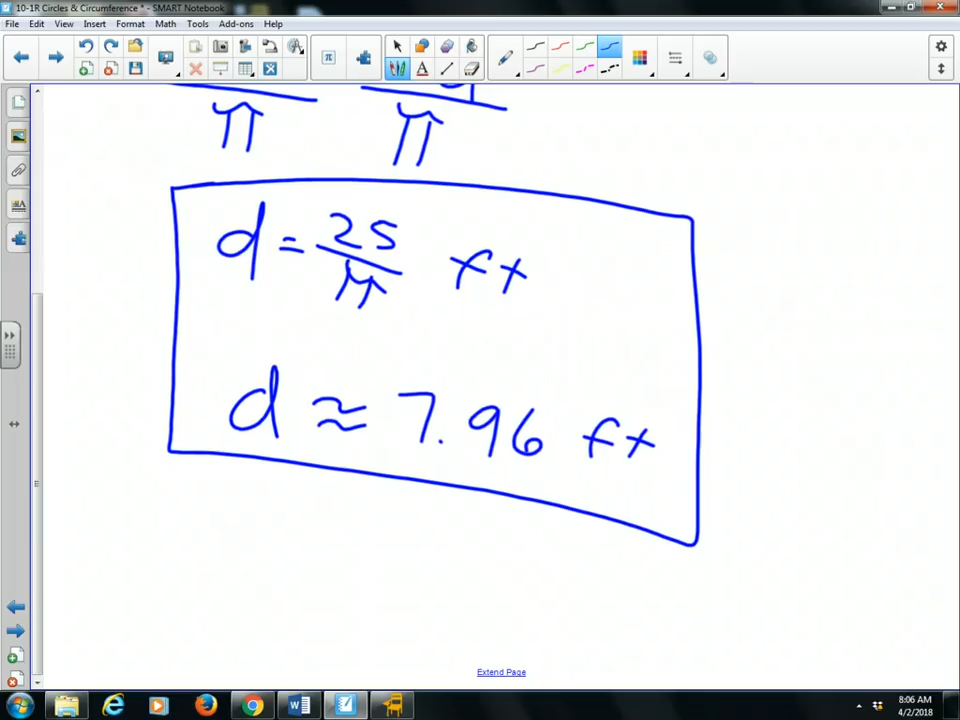 10-1R Circles & Circumference * - SMART Notebook
File Edit View Insert Format Math Tools Add-ons Help
π π
d = 25/π ft
d ≈ 7.96 ft
Extend Page
8:06 AM
4/2/2018